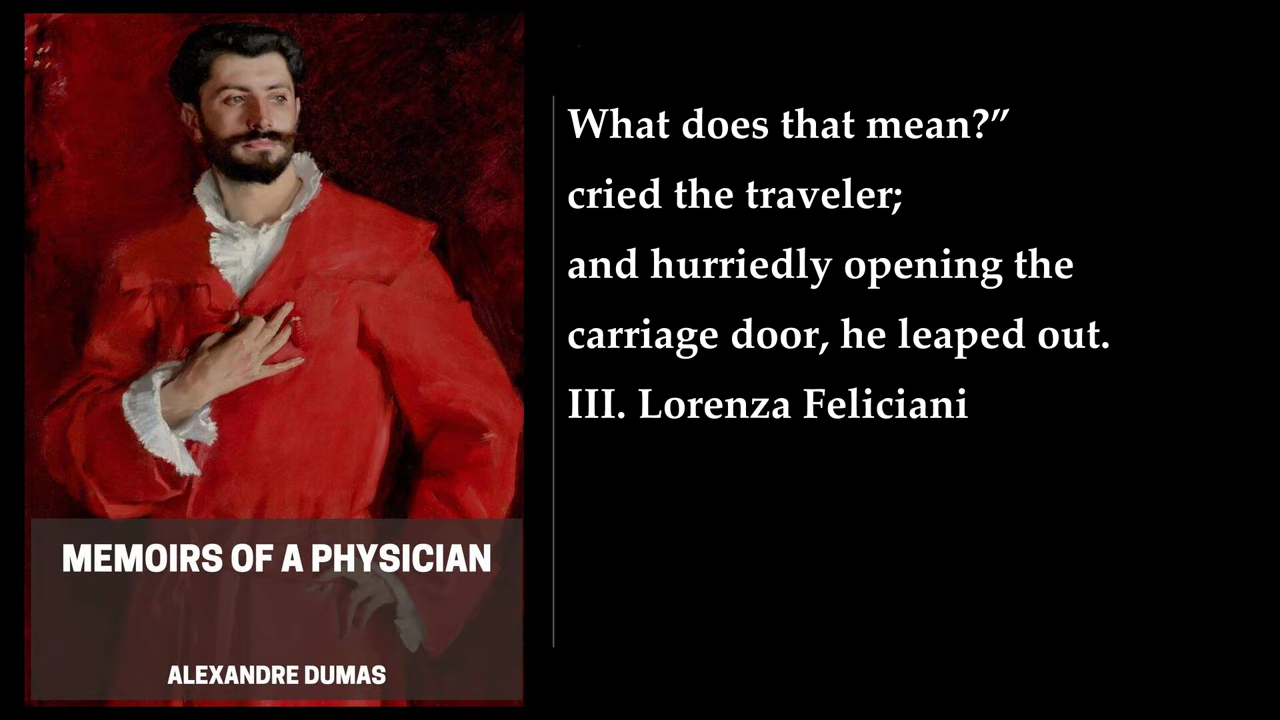 What does that mean?”
cried the traveler;
and hurriedly opening the
carriage door, he leaped out.
III. Lorenza Feliciani
MEMOIRS OF A PHYSICIAN
ALEXANDRE DUMAS